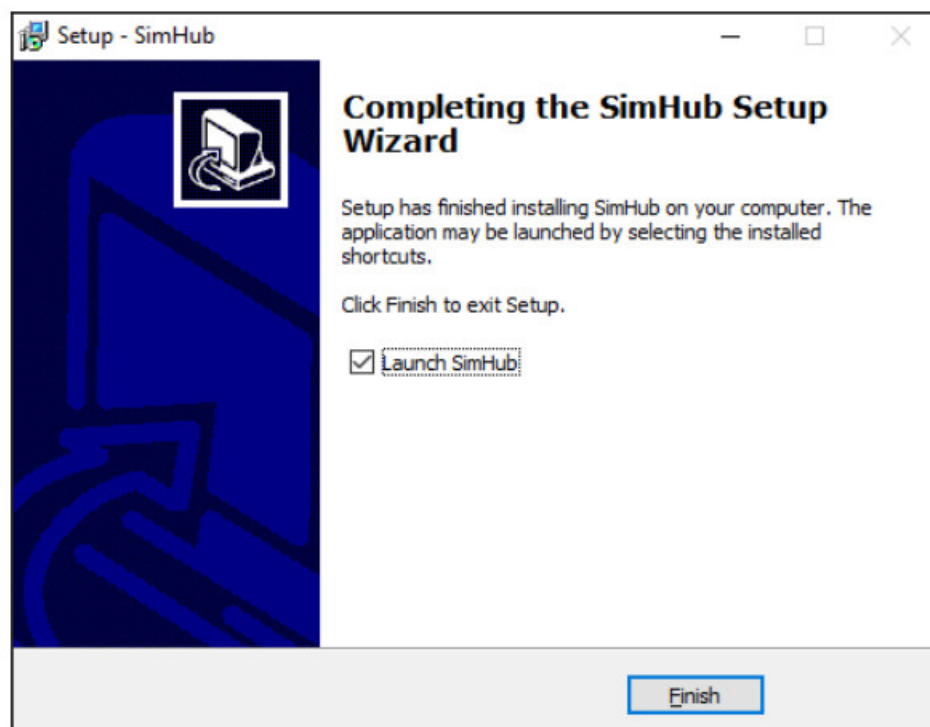 Setup - SimHub
Completing the SimHub Setup
Wizard
Setup has finished installing SimHub on your computer. The
application may be launched by selecting the installed
shortcuts.
Click Finish to exit Setup.
Launch SimHub
Finish